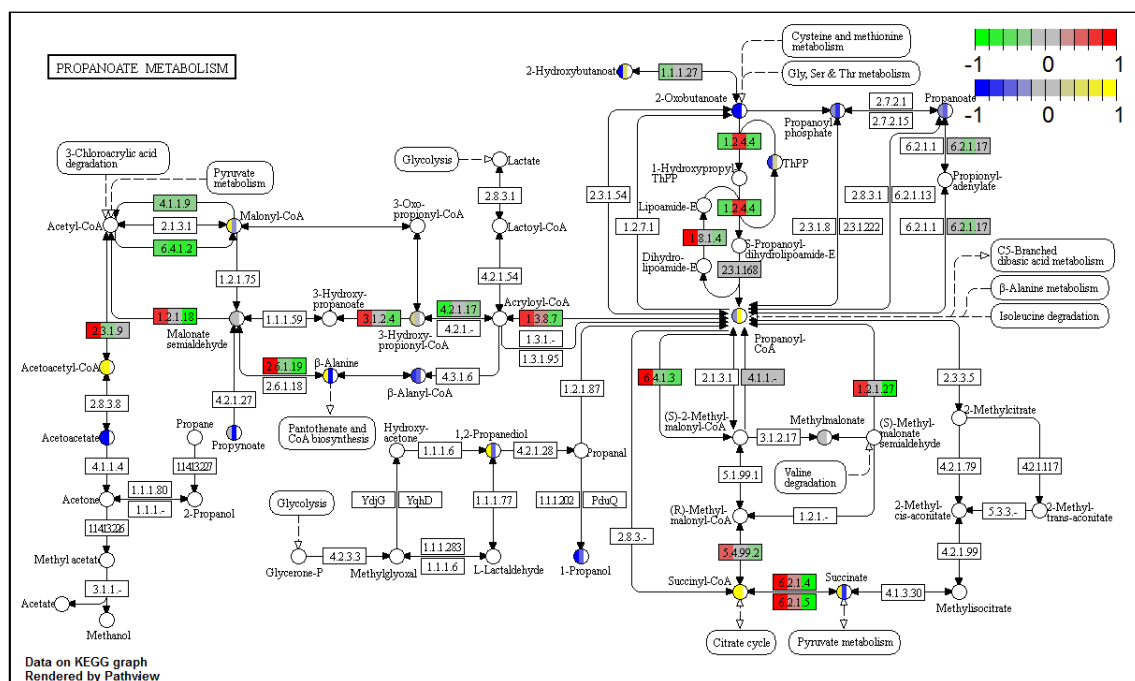 PROPANOATE METABOLISM
Cysteine and methionine
metabolism
Gly, Ser & Thr metabolism
-1 0 1
-1 0 1
2-Hydroxybutanoate
1.1.1.27
2-Oxobutanoate
Propanoyl
phosphate
2.7.2.1
2.7.2.15
Propanoate
3-Chloroacrylic acid
degradation
Pyruvate
metabolism
Glycolysis
Lactate
1.2.4.4
ThPP
6.2.1.1
6.2.1.17
1-Hydroxypropyl
ThPP
Propionyl-
adenylate
2.8.3.1
2.3.1.54
1.2.7.1
2.8.3.1
6.2.1.13
4.1.1.9
Malonyl-CoA
3-Oxo-
propionyl-CoA
Lipoamide-E
1.2.4.4
Acetyl-CoA
2.1.3.1
Lactoyl-CoA
2.3.1.8
2.3.1.222
6.2.1.1
6.2.1.17
6.4.1.2
1.8.1.4
S-Propanoyl-
dihydrolipoamide-E
Dihydro-
lipoamide-E
2.3.1.168
C5-Branched
dibasic acid metabolism
1.2.1.75
4.2.1.54
β-Alanine metabolism
3-Hydroxy-
propanoate
4.2.1.17
Acryloyl-CoA
Isoleucine degradation
1.2.1.18
Malonate
semialdehyde
1.1.1.59
3.1.2.4
3-Hydroxy-
propionyl-CoA
4.2.1.-
1.3.8.7
Propanoyl-
CoA
2.3.1.9
1.3.1.-
1.3.1.95
2.6.1.19
2.6.1.18
β-Alanine
β-Alanyl-CoA
4.3.1.6
Acetoacetyl-CoA
6.4.1.3
2.1.3.1
4.1.1.-
1.2.1.27
2.3.3.5
4.2.1.27
1.2.1.87
2.8.3.8
Pantothenate and
CoA biosynthesis
(S)-2-Methyl-
malonyl-CoA
Methylmalonate
(S)-Methyl-
malonate
semialdehyde
2-Methylcitrate
Propane
Hydroxy-
acetone
1,2-Propanediol
Acetoacetate
Propynoate
1.1.1.6
4.2.1.28
Propanal
3.1.2.17
4.1.1.4
1.14.13.227
Valine
degradation
4.2.1.79
4.2.1.117
5.1.99.1
Acetone
1.1.1.80
1.1.1.-
2-Propanol
Glycolysis
YdjG
YqhD
1.1.1.77
1.1.1.202
PduQ
(R)-Methyl-
malonyl-CoA
1.2.1.-
2-Methyl-
cis-aconitate
5.3.3.-
2-Methyl-
trans-aconitate
1.14.13.226
2.8.3.-
Methyl acetat
4.2.3.3
1.1.1.283
1.1.1.6
5.4.99.2
4.2.1.99
Glycerone-P
Methylglyoxal
L-Lactaldehyde
1-Propanol
3.1.1.-
Succinyl-CoA
6.2.1.4
6.2.1.5
Succinate
4.1.3.30
Methylisocitrate
Acetate
Methanol
Citrate cycle
Pyruvate metabolism
Data on KEGG graph
Rendered by Pathview